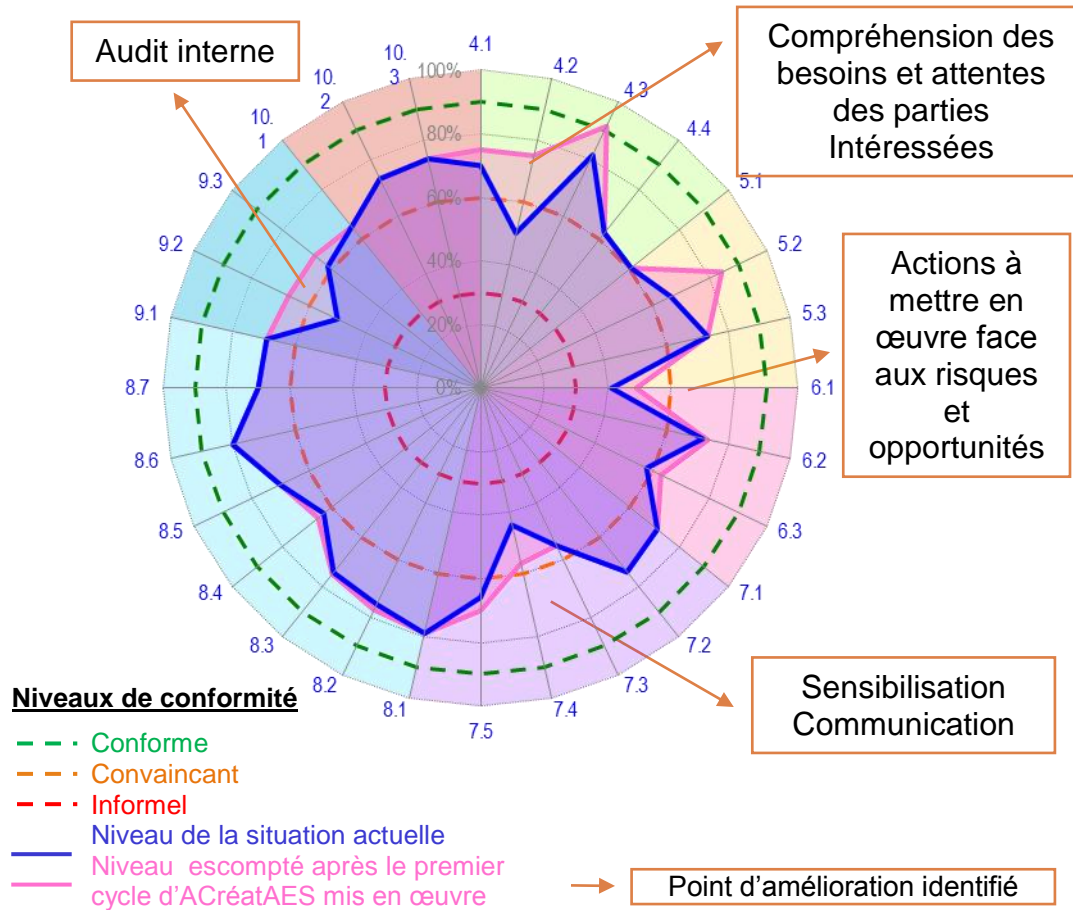 Audit interne
Compréhension des
besoins et attentes
des parties
Intéressées
Actions à
mettre en
œuvre face
aux risques
et
opportunités
Sensibilisation
Communication
4.1
4.2
4.3
4.4
5.1
5.2
5.3
6.1
6.2
6.3
7.1
7.2
7.3
7.4
7.5
8.1
8.2
8.3
8.4
8.5
8.6
8.7
9.1
9.2
9.3
10.
1
10.
2
10.
3
100%
80%
60%
40%
20%
0%
Niveaux de conformité
Conforme
Convaincant
Informel
Niveau de la situation actuelle
Niveau escompté après le premier
cycle d’ACréatAES mis en œuvre
Point d’amélioration identifié